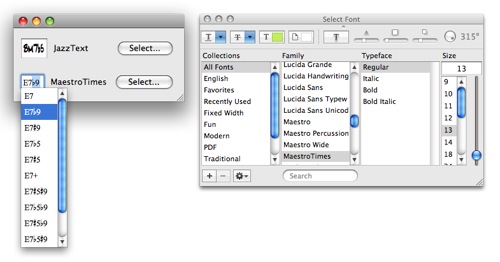 Bm7b5 JazzText Select...
E7♭9 MaestroTimes Select...
E7
E7♭9
E7#9
E7♭5
E7#5
E7+
E7#5#9
E7♭5♭9
E7#5♭9
E7♭5#9
Select Font
T T T 315°
Collections Family Typeface Size
All Fonts
English
Favorites
Recently Used
Fixed Width
Fun
Modern
PDF
Traditional
Lucida Grande
Lucida Handwriting
Lucida Sans
Lucida Sans Typew
Lucida Sans Unicod
Maestro
Maestro Percussion
Maestro Wide
MaestroTimes
Regular
Italic
Bold
Bold Italic
13
9
10
11
12
13
14
18
Search